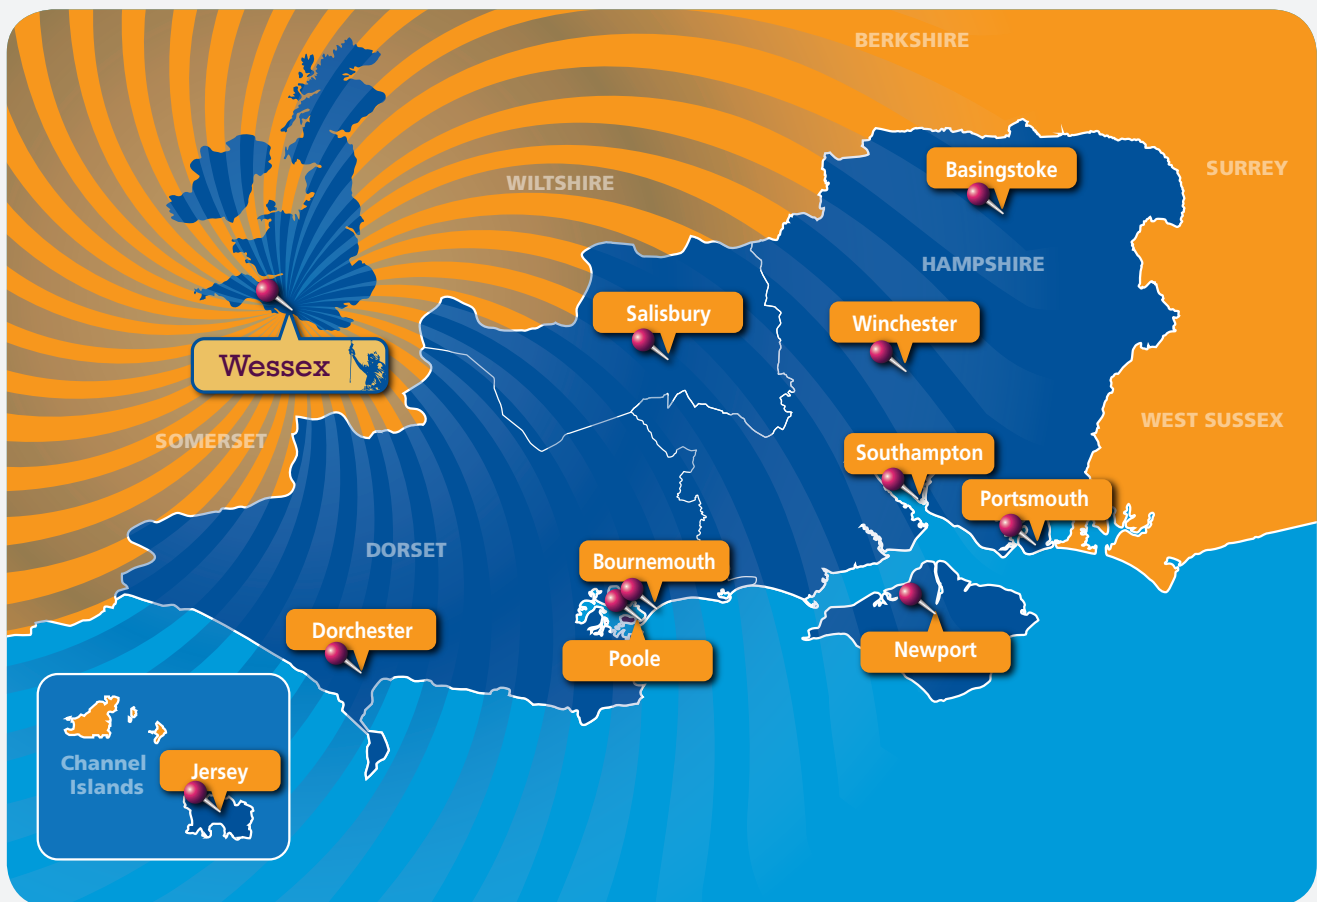 BERKSHIRE
Basingstoke
SURREY
WILTSHIRE
HAMPSHIRE
Salisbury
Winchester
Wessex
WEST SUSSEX
SOMERSET
Southampton
Portsmouth
DORSET
Bournemouth
Dorchester
Poole
Newport
Channel
Islands
Jersey